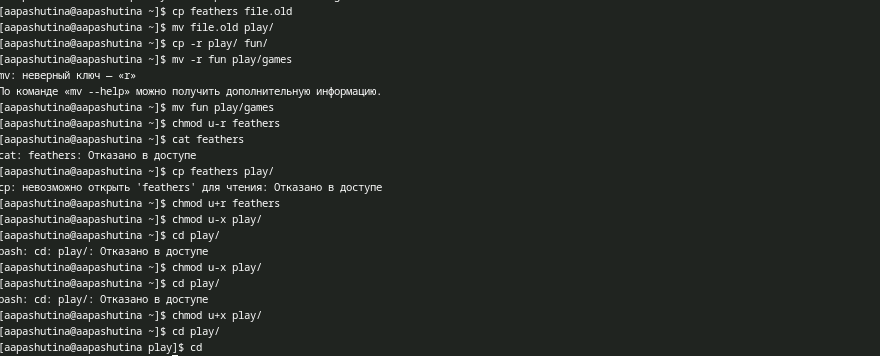 [aapashutina@aapashutina ~]$ cp feathers file.old
[aapashutina@aapashutina ~]$ mv file.old play/
[aapashutina@aapashutina ~]$ cp -r play/ fun/
[aapashutina@aapashutina ~]$ mv -r fun play/games
mv: неверный ключ — «r»
По команде «mv --help» можно получить дополнительную информацию.
[aapashutina@aapashutina ~]$ mv fun play/games
[aapashutina@aapashutina ~]$ chmod u-r feathers
[aapashutina@aapashutina ~]$ cat feathers
cat: feathers: Отказано в доступе
[aapashutina@aapashutina ~]$ cp feathers play/
cp: невозможно открыть 'feathers' для чтения: Отказано в доступе
[aapashutina@aapashutina ~]$ chmod u+r feathers
[aapashutina@aapashutina ~]$ chmod u-x play/
[aapashutina@aapashutina ~]$ cd play/
bash: cd: play/: Отказано в доступе
[aapashutina@aapashutina ~]$ chmod u-x play/
[aapashutina@aapashutina ~]$ cd play/
bash: cd: play/: Отказано в доступе
[aapashutina@aapashutina ~]$ chmod u+x play/
[aapashutina@aapashutina ~]$ cd play/
[aapashutina@aapashutina play]$ cd